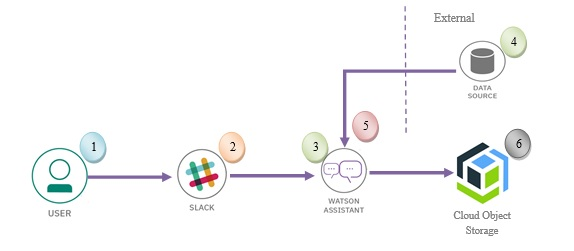 External
4
DATA
SOURCE
5
1
2
3
6
USER
SLACK
WATSON
ASSISTANT
Cloud Object
Storage